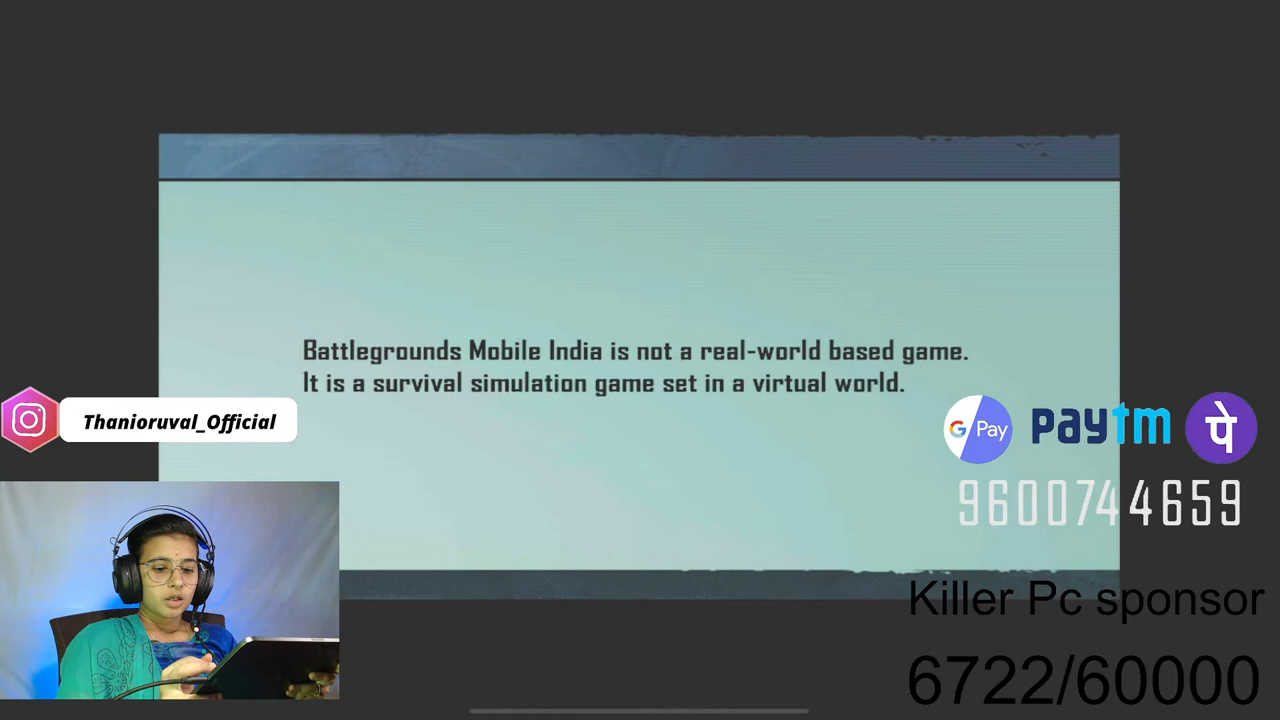 Battlegrounds Mobile India is not a real-world based game.
It is a survival simulation game set in a virtual world.
Thanioruval_Official
G Pay paytm पे
9600744659
Killer Pc sponsor
6722/60000